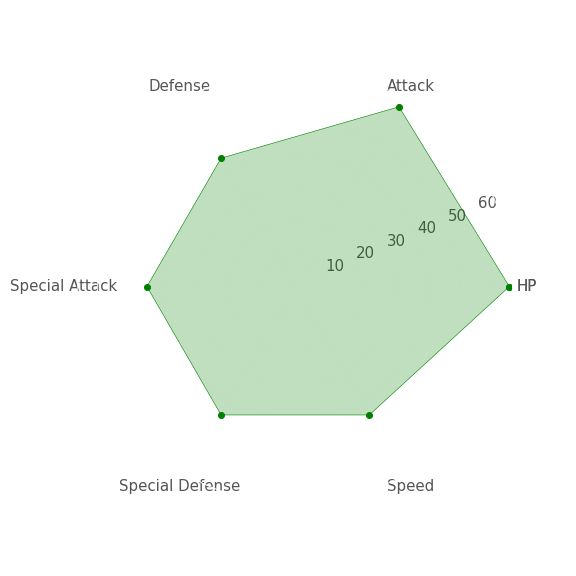 Defense
Attack
60
50
40
30
20
10
Special Attack
HP
Special Defense
Speed